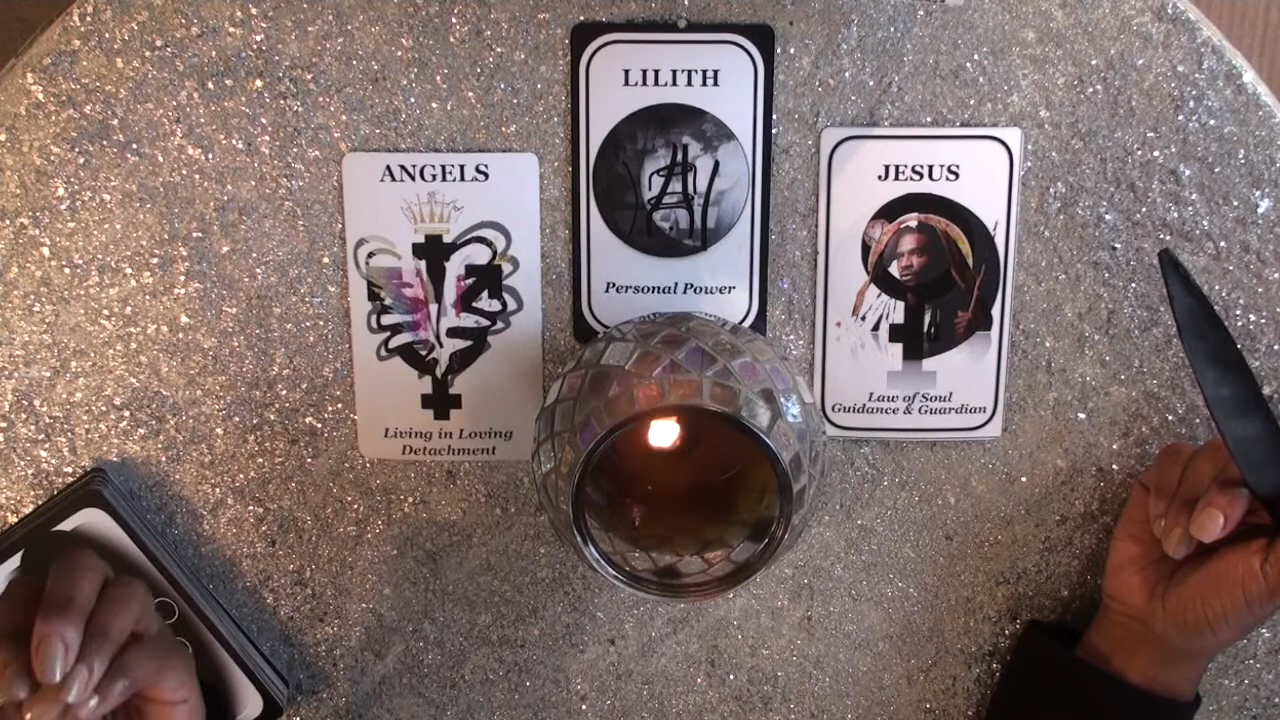 ANGELS
Living in Loving
Detachment
LILITH
Personal Power
JESUS
Law of Soul
Guidance & Guardian